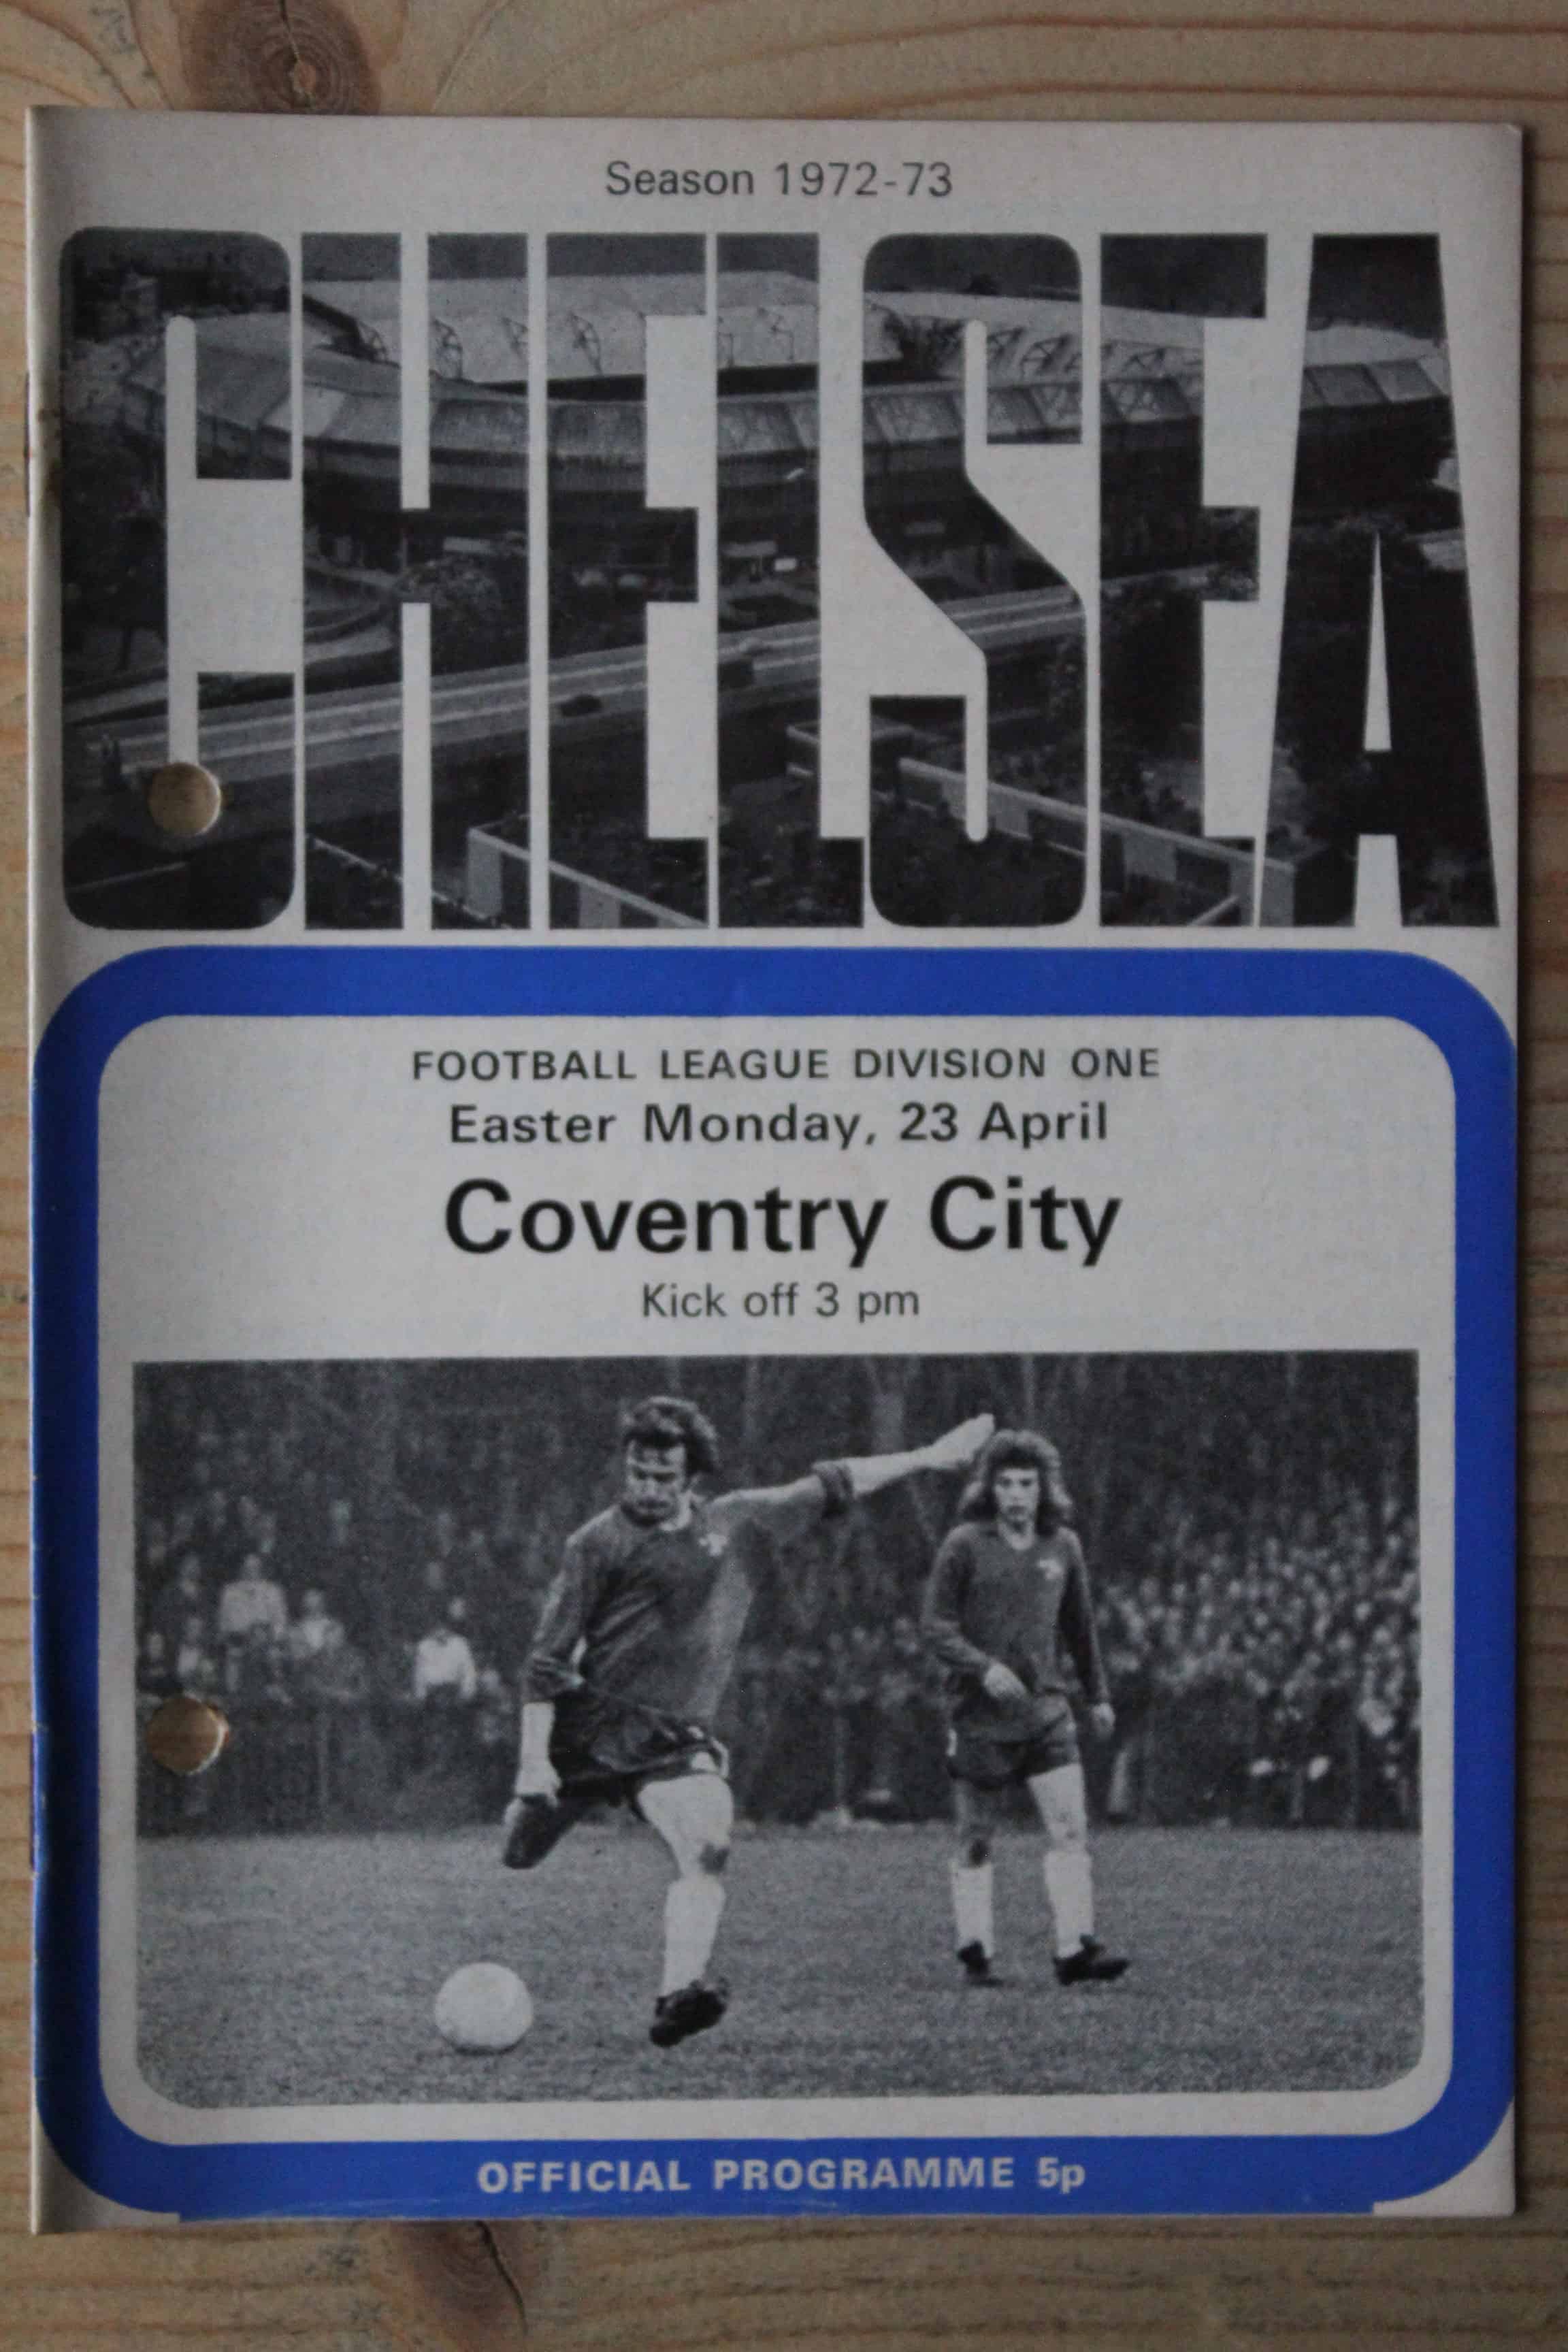 Season 1972-73
CHELSEA
FOOTBALL LEAGUE DIVISION ONE
Easter Monday, 23 April
Coventry City
Kick off 3 pm
OFFICIAL PROGRAMME 5p